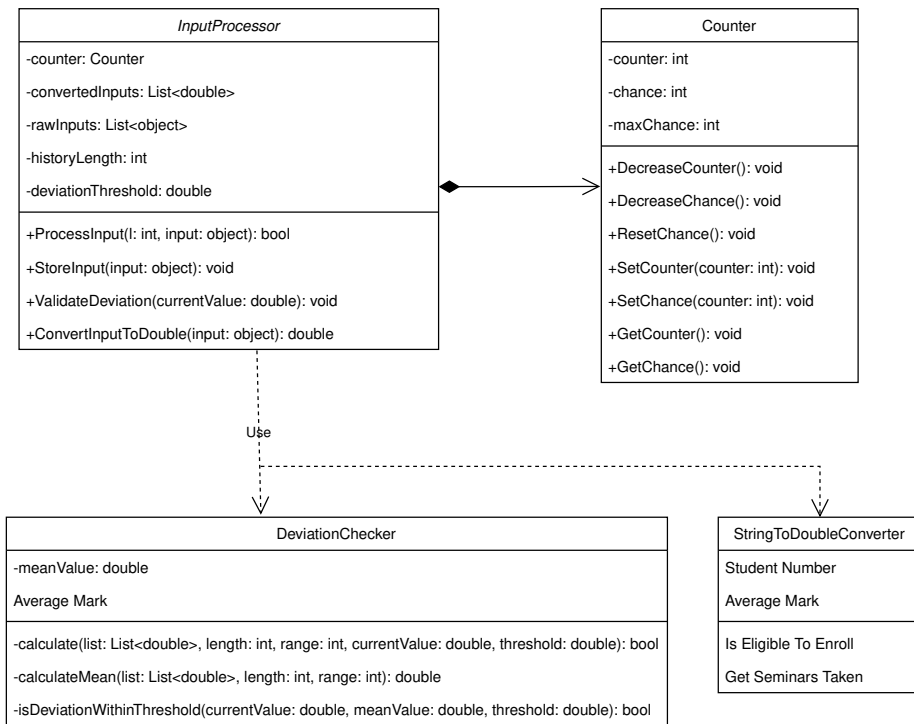 InputProcessor
-counter: Counter
-convertedInputs: List<double>
-rawInputs: List<object>
-historyLength: int
-deviationThreshold: double
+ProcessInput(l: int, input: object): bool
+StoreInput(input: object): void
+ValidateDeviation(currentValue: double): void
+ConvertInputToDouble(input: object): double
Counter
-counter: int
-chance: int
-maxChance: int
+DecreaseCounter(): void
+DecreaseChance(): void
+ResetChance(): void
+SetCounter(counter: int): void
+SetChance(counter: int): void
+GetCounter(): void
+GetChance(): void
Use
DeviationChecker
-meanValue: double
Average Mark
-calculate(list: List<double>, length: int, range: int, currentValue: double, threshold: double): bool
-calculateMean(list: List<double>, length: int, range: int): double
-isDeviationWithinThreshold(currentValue: double, meanValue: double, threshold: double): bool
StringToDoubleConverter
Student Number
Average Mark
Is Eligible To Enroll
Get Seminars Taken